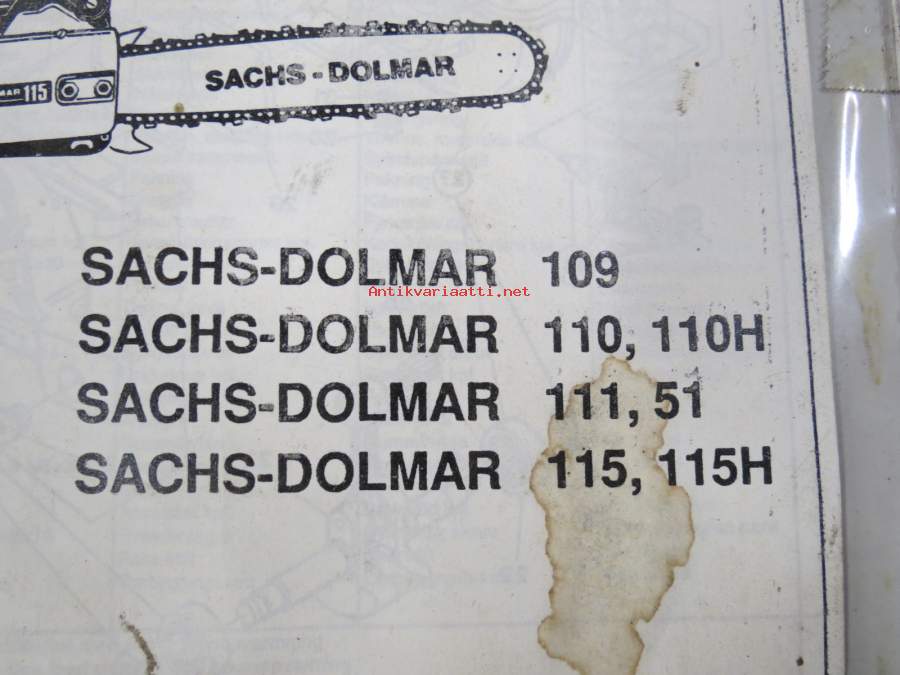 SACHS-DOLMAR
115
SACHS-DOLMAR 109
Antikvariaatti.net
SACHS-DOLMAR 110, 110H
SACHS-DOLMAR 111, 51
SACHS-DOLMAR 115, 115H